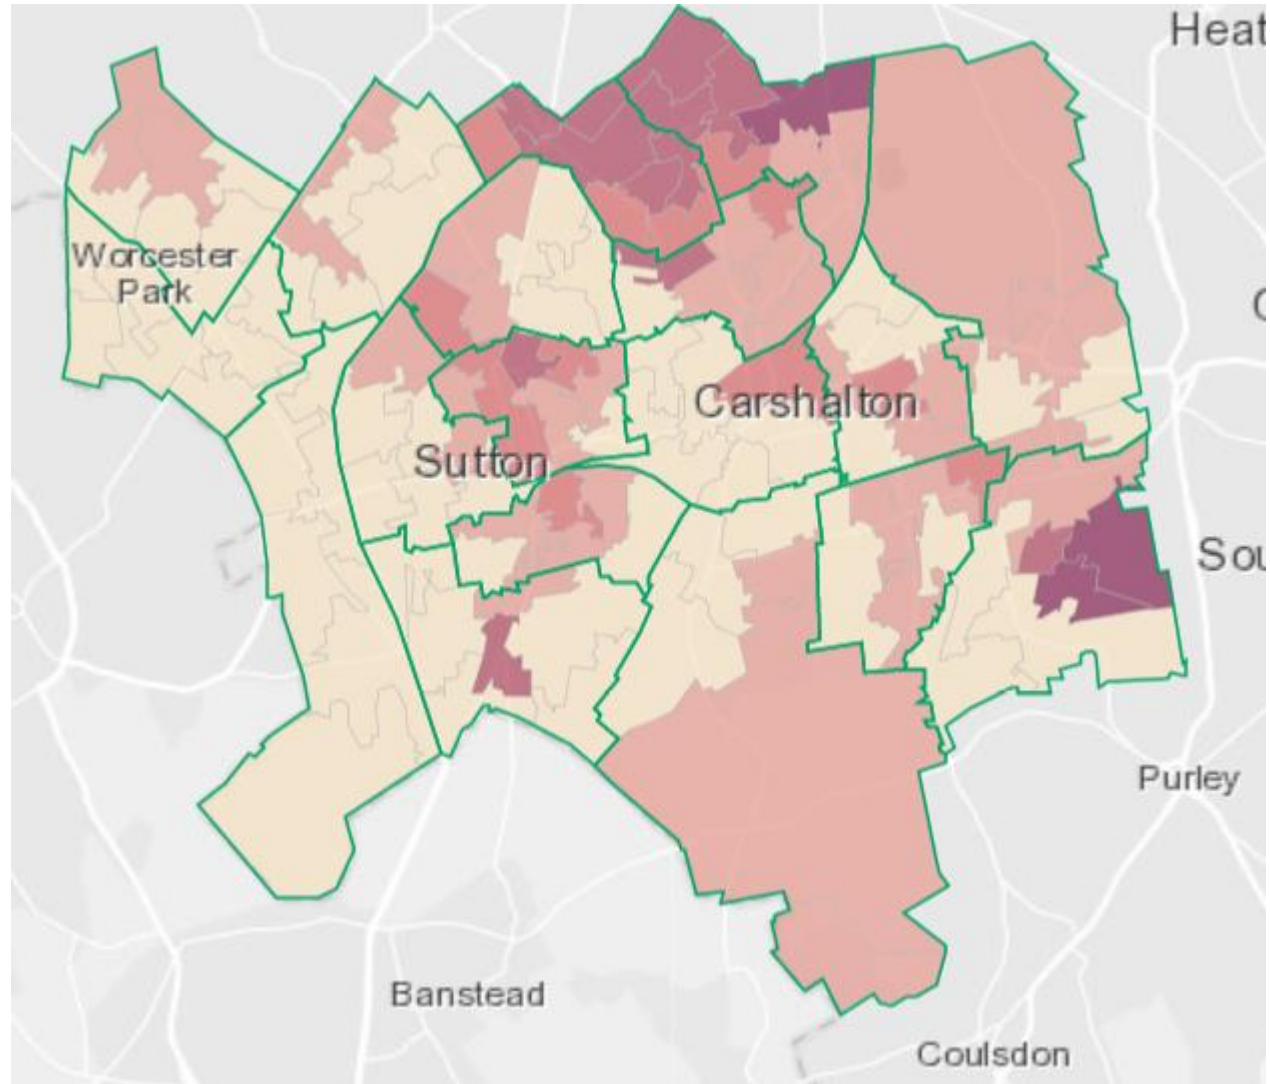 Heat
Worcester
Park
C
Carshalton
Sutton
Sou
Purley
Banstead
Coulsdon